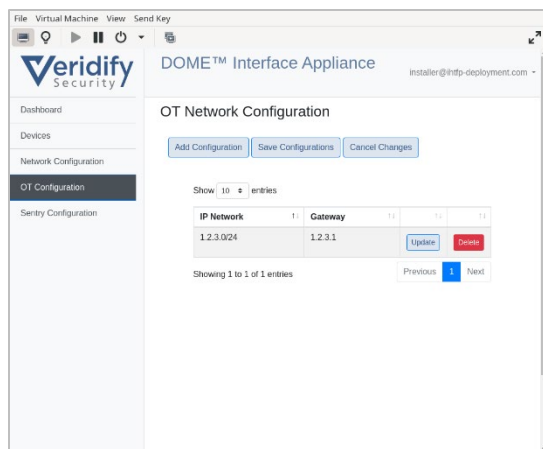 File Virtual Machine View Send Key
Veridify
Security
DOME™ Interface Appliance
installer@ihtfp-deployment.com
Dashboard
Devices
Network Configuration
OT Configuration
Sentry Configuration
OT Network Configuration
Add Configuration Save Configurations Cancel Changes
Show 10 entries
IP Network Gateway
1.2.3.0/24 1.2.3.1 Update Delete
Showing 1 to 1 of 1 entries Previous 1 Next